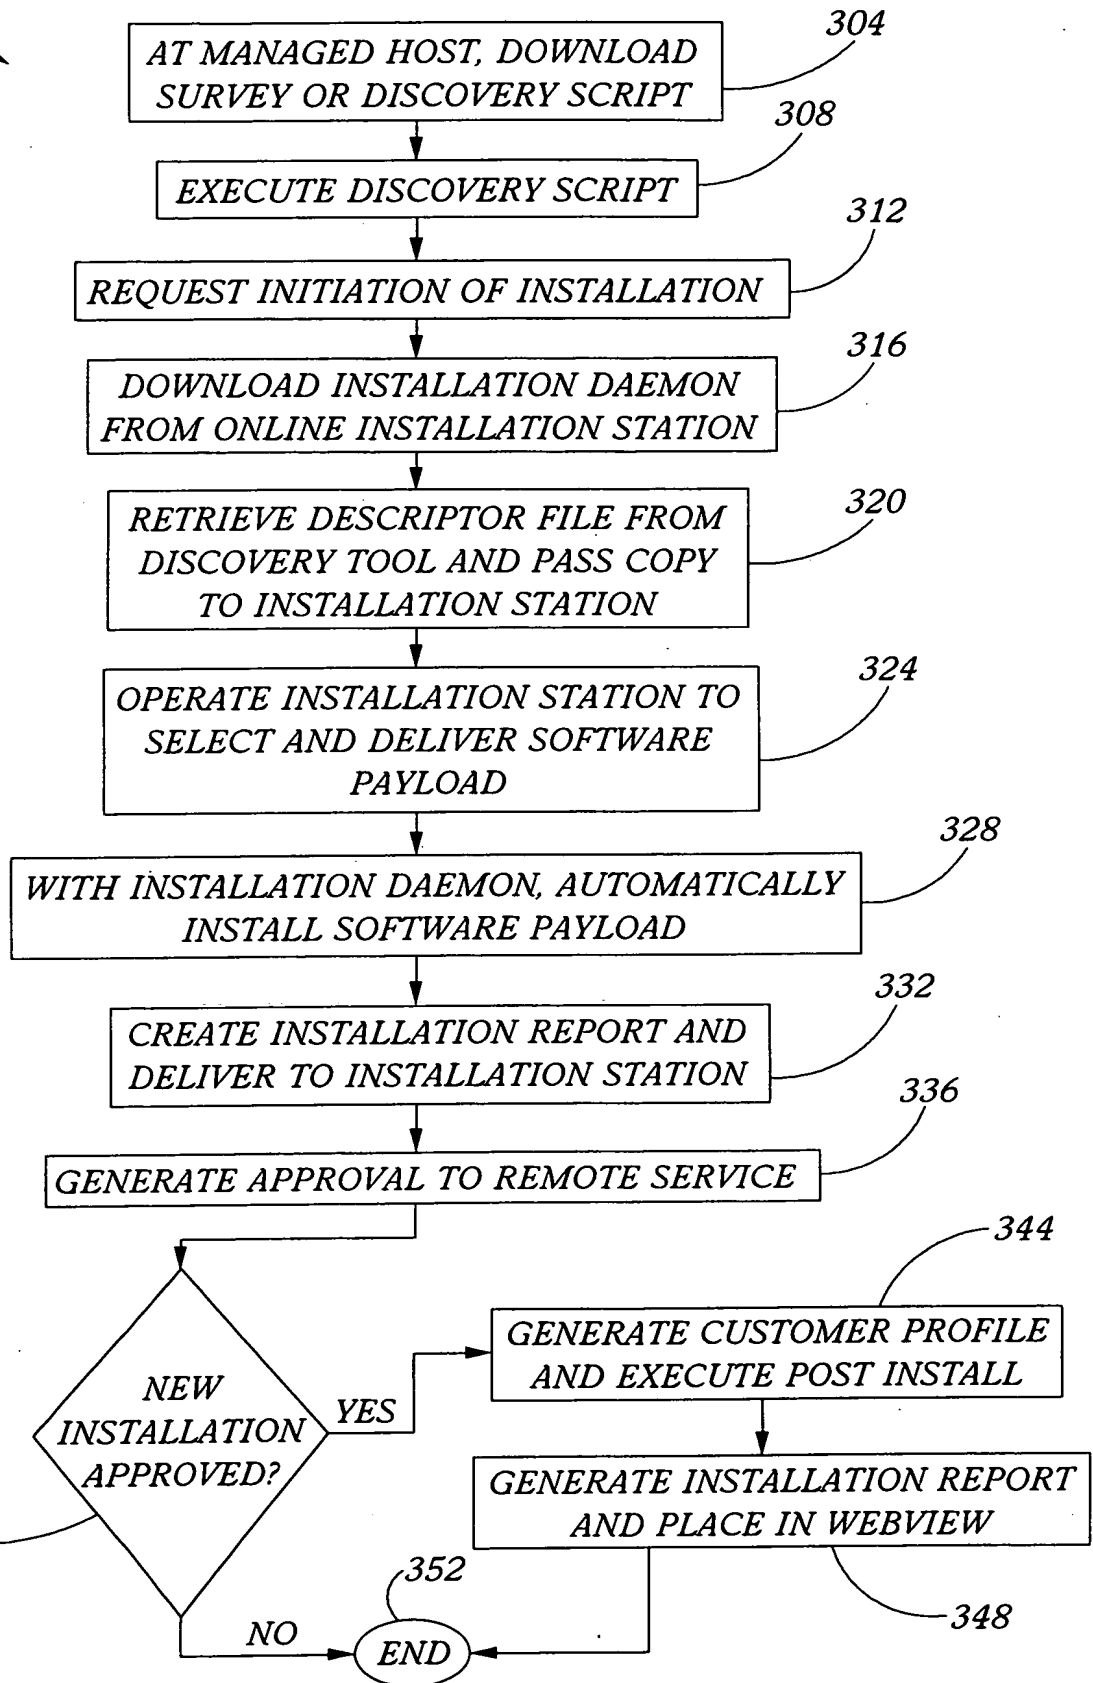 304
AT MANAGED HOST, DOWNLOAD
SURVEY OR DISCOVERY SCRIPT
308
EXECUTE DISCOVERY SCRIPT
312
REQUEST INITIATION OF INSTALLATION
316
DOWNLOAD INSTALLATION DAEMON
FROM ONLINE INSTALLATION STATION
320
RETRIEVE DESCRIPTOR FILE FROM
DISCOVERY TOOL AND PASS COPY
TO INSTALLATION STATION
324
OPERATE INSTALLATION STATION TO
SELECT AND DELIVER SOFTWARE
PAYLOAD
328
WITH INSTALLATION DAEMON, AUTOMATICALLY
INSTALL SOFTWARE PAYLOAD
332
CREATE INSTALLATION REPORT AND
DELIVER TO INSTALLATION STATION
336
GENERATE APPROVAL TO REMOTE SERVICE
344
GENERATE CUSTOMER PROFILE
AND EXECUTE POST INSTALL
NEW
INSTALLATION
APPROVED?
YES
GENERATE INSTALLATION REPORT
AND PLACE IN WEBVIEW
348
352
NO
END